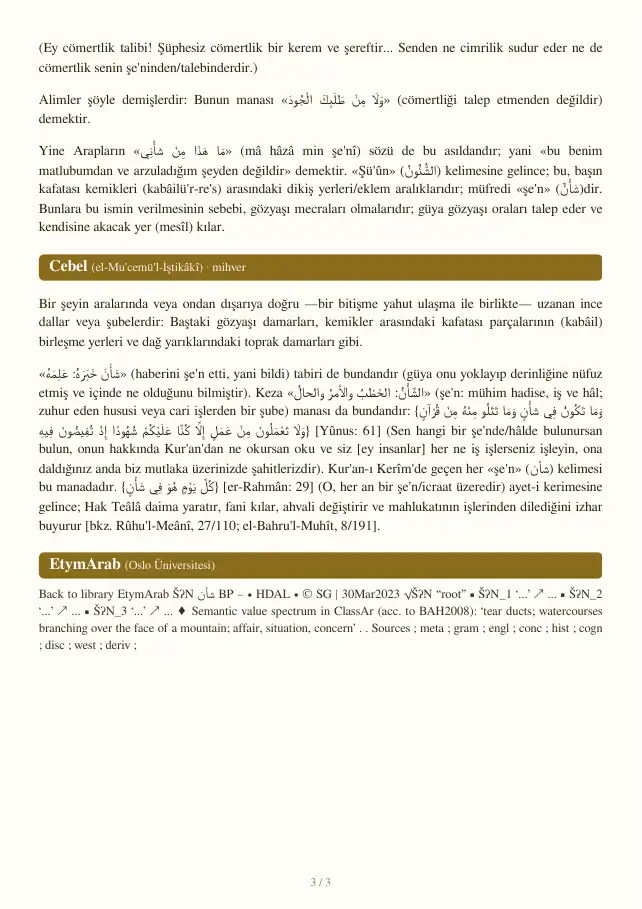 (Ey cömertlik talibi! Şüphesiz cömertlik bir kerem ve şereftir... Senden ne cimrilik sudur eder ne de
cömertlik senin şe'ninden/talebinderdir.)
Alimler şöyle demişlerdir: Bunun manası «وَلَا مِنْ طَلَبِكَ الْجُودَ» (cömertliği talep etmenden değildir)
demektir.
Yine Arapların «مَا هَذَا مِنْ شَأْنِي» (mâ hâzâ min şe'nî) sözü de bu asıldandır; yani «bu benim
matlubumdan ve arzuladığım şeyden değildir» demektir. «Şü'ûn» (الشُّئُونُ) kelimesine gelince; bu, başın
kafatası kemikleri (kabâilü'r-re's) arasındaki dikiş yerleri/eklem aralıklarıdır; müfredi «şe'n» (شَأْنٌ)dir.
Bunlara bu ismin verilmesinin sebebi, gözyaşı mecraları olmalarıdır; güya gözyaşı oraları talep eder ve
kendisine akacak yer (mesîl) kılar.
Cebel (el-Mu'cemü'l-İştikâkî) · mihver
Bir şeyin aralarında veya ondan dışarıya doğru —bir bitişme yahut ulaşma ile birlikte— uzanan ince
dallar veya şubelerdir: Baştaki gözyaşı damarları, kemikler arasındaki kafatası parçalarının (kabâil)
birleşme yerleri ve dağ yarıklarındaki toprak damarları gibi.
«شَأَنَ خَبَرَهُ: عَلِمَهُ» (haberini şe'n etti, yani bildi) tabiri de bundandır (güya onu yoklayıp derinliğine nüfuz
etmiş ve içinde ne olduğunu bilmiştir). Keza «الشَّأْنُ: الخَطْبُ والأمرُ والحالُ» (şe'n: mühim hadise, iş ve hâl;
zuhur eden hususi veya cari işlerden bir şube) manası da bundandır: {وَمَا تَكُونُ فِي شَأْنٍ وَمَا تَتْلُو مِنْهُ مِنْ قُرْآنٍ
وَلَا تَعْمَلُونَ مِنْ عَمَلٍ إِلَّا كُنَّا عَلَيْكُمْ شُهُودًا إِذْ تُفِيضُونَ فِيهِ} [Yûnus: 61] (Sen hangi bir şe'nde/hâlde bulunursan
bulun, onun hakkında Kur'an'dan ne okursan oku ve siz [ey insanlar] her ne iş işlerseniz işleyin, ona
daldığınız anda biz mutlaka üzerinizde şahitlerizdir). Kur'an-ı Kerîm'de geçen her «şe'n» (شأن) kelimesi
bu manadadır. {كُلَّ يَوْمٍ هُوَ فِي شَأْنٍ} [er-Rahmân: 29] (O, her an bir şe'n/icraat üzeredir) ayet-i kerimesine
gelince; Hak Teâlâ daima yaratır, fani kılar, ahvali değiştirir ve mahlukatının işlerinden dilediğini izhar
buyurur [bkz. Rûhu'l-Meânî, 27/110; el-Bahru'l-Muhît, 8/191].
EtymArab (Oslo Üniversitesi)
Back to library EtymArab ŠʔN شأن BP – • HDAL • © SG | 30Mar2023 √ŠʔN “root” ▪ ŠʔN_1 ‘...’ ↗ ... ▪ ŠʔN_2
‘...’ ↗ ... ▪ ŠʔN_3 ‘...’ ↗ ... ♦ Semantic value spectrum in ClassAr (acc. to BAH2008): ‘tear ducts; watercourses
branching over the face of a mountain; affair, situation, concern’ . . Sources ; meta ; gram ; engl ; conc ; hist ; cogn
; disc ; west ; deriv ;
3 / 3